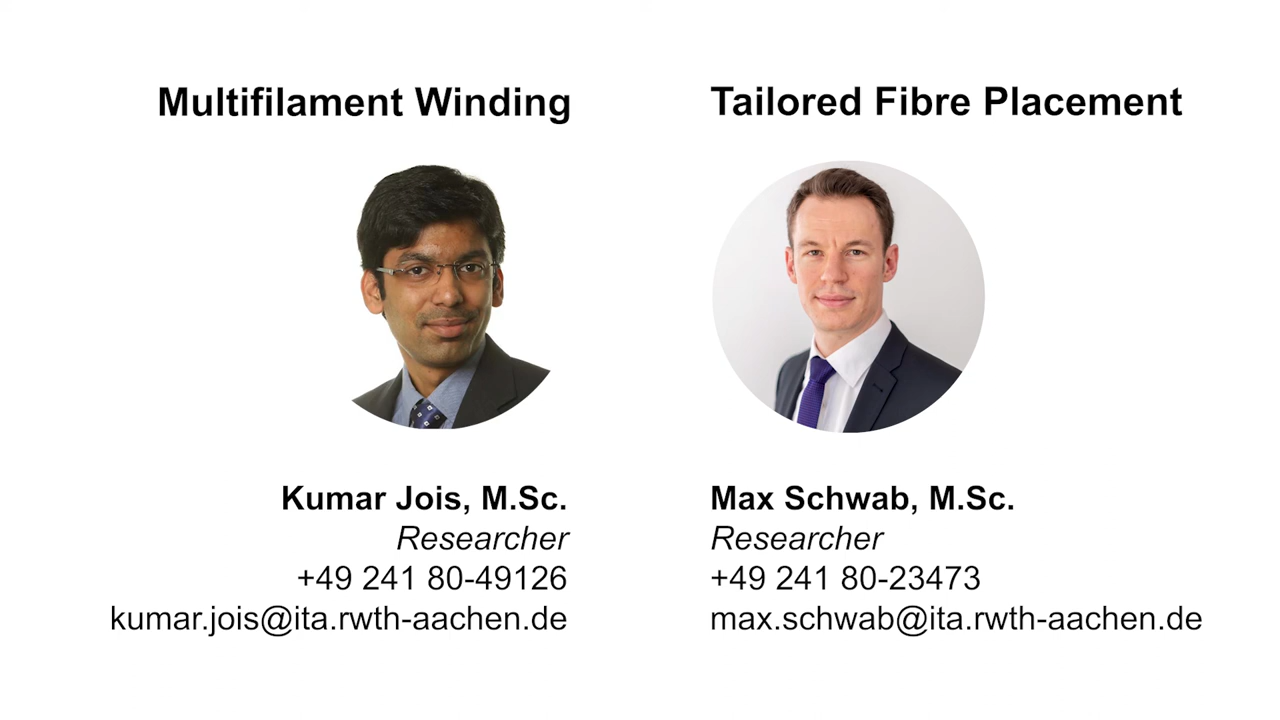 Multifilament Winding
Kumar Jois, M.Sc.
Researcher
+49 241 80-49126
kumar.jois@ita.rwth-aachen.de
Tailored Fibre Placement
Max Schwab, M.Sc.
Researcher
+49 241 80-23473
max.schwab@ita.rwth-aachen.de